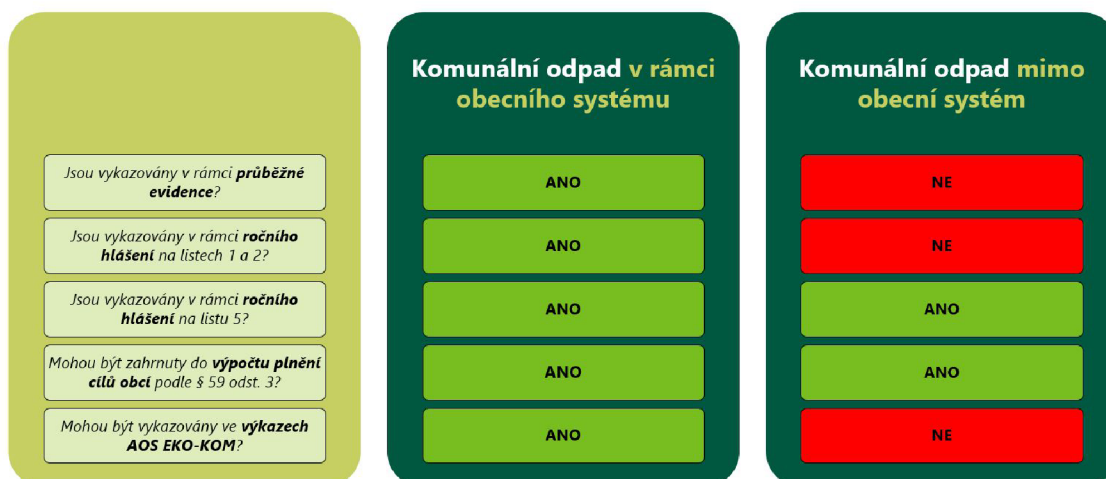 Komunální odpad v rámci
obecního systému
Komunální odpad mimo
obecní systém
Jsou vykazovány v rámci průběžné
evidence?
ANO
NE
Jsou vykazovány v rámci ročního
hlášení na listech 1 a 2?
ANO
NE
Jsou vykazovány v rámci ročního
hlášení na listu 5?
ANO
ANO
Mohou být zahrnuty do výpočtu plnění
cílů obcí podle § 59 odst. 3?
ANO
ANO
Mohou být vykazovány ve výkazech
AOS EKO-KOM?
ANO
NE